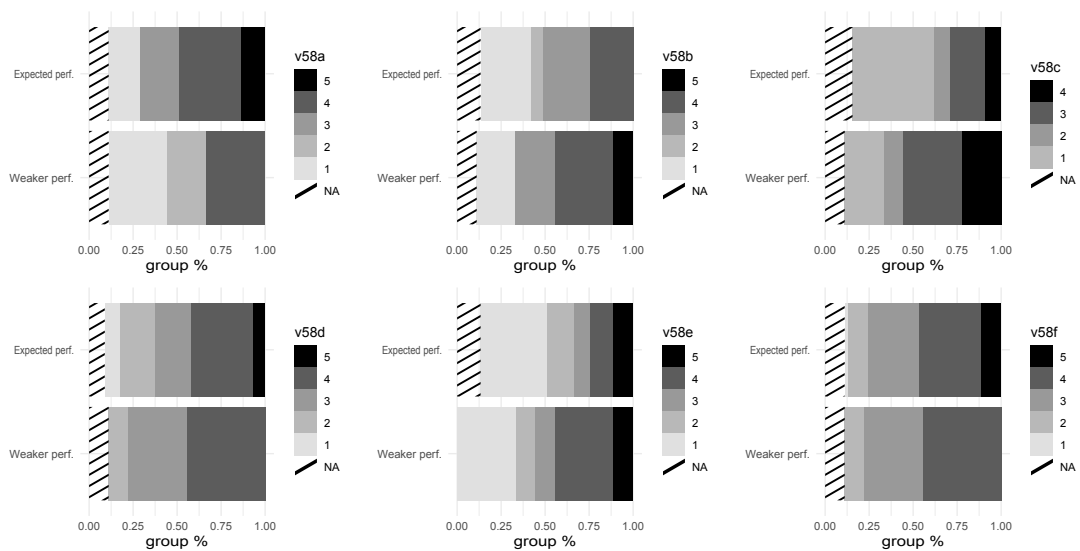 v58a
Expected perf.
5
4
3
2
Weaker perf.
1
NA
0.00 0.25 0.50 0.75 1.00
group %
v58b
Expected perf.
5
4
3
2
Weaker perf.
1
NA
0.00 0.25 0.50 0.75 1.00
group %
v58c
Expected perf.
4
3
2
1
Weaker perf.
NA
0.00 0.25 0.50 0.75 1.00
group %
v58d
Expected perf.
5
4
3
2
1
Weaker perf.
NA
0.00 0.25 0.50 0.75 1.00
group %
v58e
Expected perf.
5
4
3
2
1
Weaker perf.
NA
0.00 0.25 0.50 0.75 1.00
group %
v58f
Expected perf.
5
4
3
2
1
Weaker perf.
NA
0.00 0.25 0.50 0.75 1.00
group %